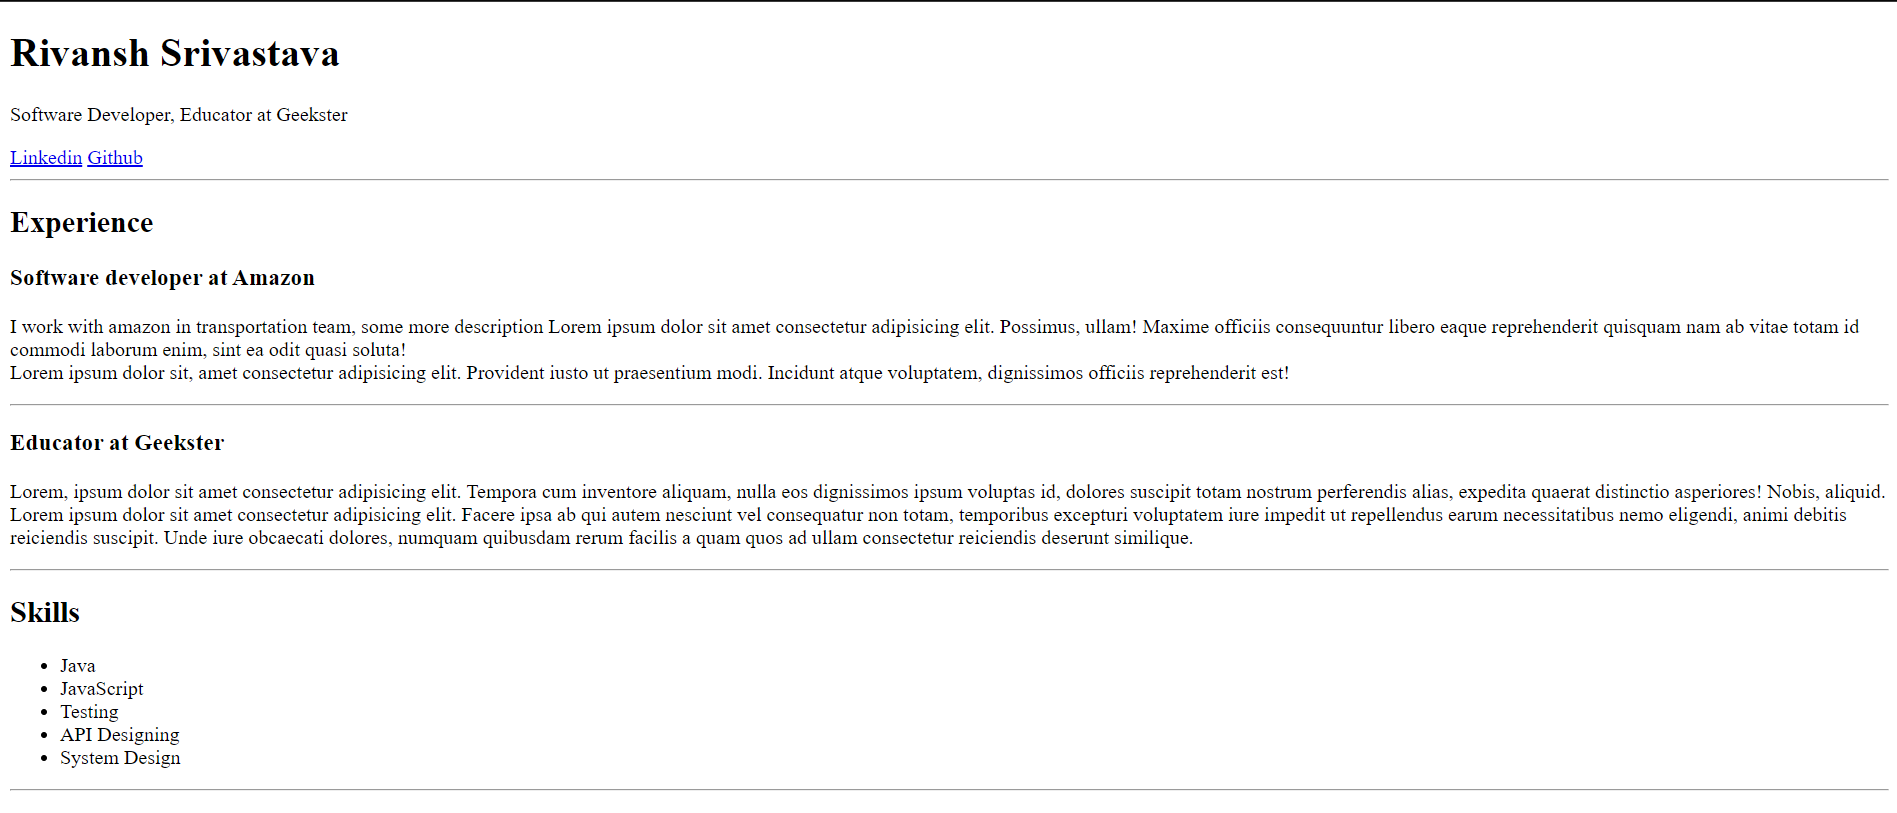 Rivansh Srivastava
Software Developer, Educator at Geekster
Linkedin Github
Experience
Software developer at Amazon
I work with amazon in transportation team, some more description Lorem ipsum dolor sit amet consectetur adipisicing elit. Possimus, ullam! Maxime officiis consequuntur libero eaque reprehenderit quisquam nam ab vitae totam id
commodi laborum enim, sint ea odit quasi soluta!
Lorem ipsum dolor sit, amet consectetur adipisicing elit. Provident iusto ut praesentium modi. Incidunt atque voluptatem, dignissimos officiis reprehenderit est!
Educator at Geekster
Lorem, ipsum dolor sit amet consectetur adipisicing elit. Tempora cum inventore aliquam, nulla eos dignissimos ipsum voluptas id, dolores suscipit totam nostrum perferendis alias, expedita quaerat distinctio asperiores! Nobis, aliquid.
Lorem ipsum dolor sit amet consectetur adipisicing elit. Facere ipsa ab qui autem nesciunt vel consequatur non totam, temporibus excepturi voluptatem iure impedit ut repellendus earum necessitatibus nemo eligendi, animi debitis
reiciendis suscipit. Unde iure obcaecati dolores, numquam quibusdam rerum facilis a quam quos ad ullam consectetur reiciendis deserunt similique.
Skills
• Java
• JavaScript
• Testing
• API Designing
• System Design